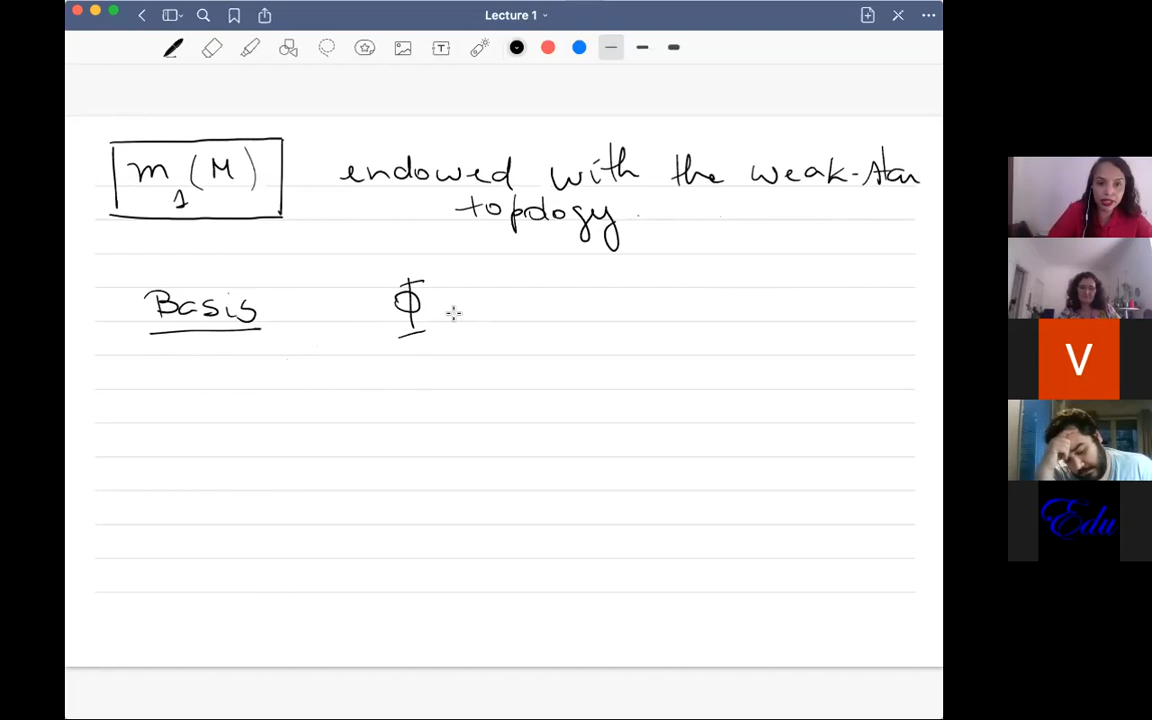 Lecture 1
m₁(M) endowed with the weak-star
topology.
Basis Φ
V
Edu